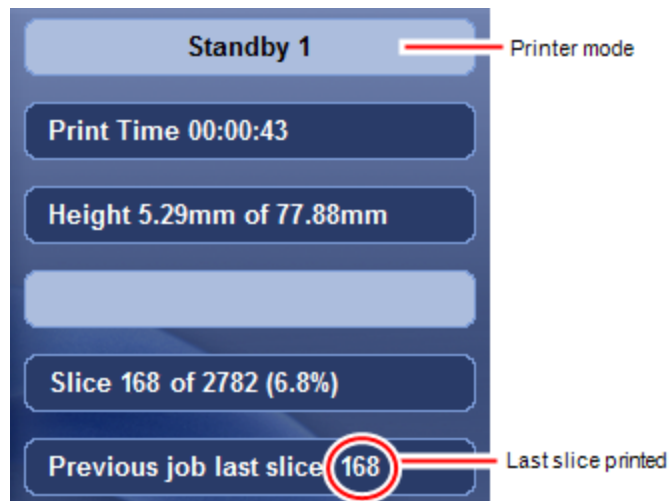 Standby 1
Printer mode
Print Time 00:00:43
Height 5.29mm of 77.88mm
Slice 168 of 2782 (6.8%)
Previous job last slice 168
Last slice printed